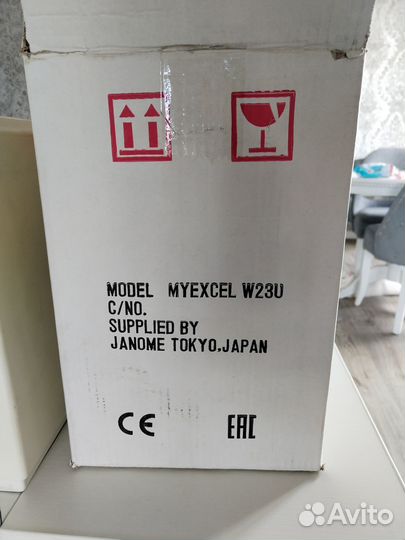 MODEL MYEXCEL W23U
C/NO.
SUPPLIED BY
JANOME TOKYO,JAPAN
CE EAC
Avito